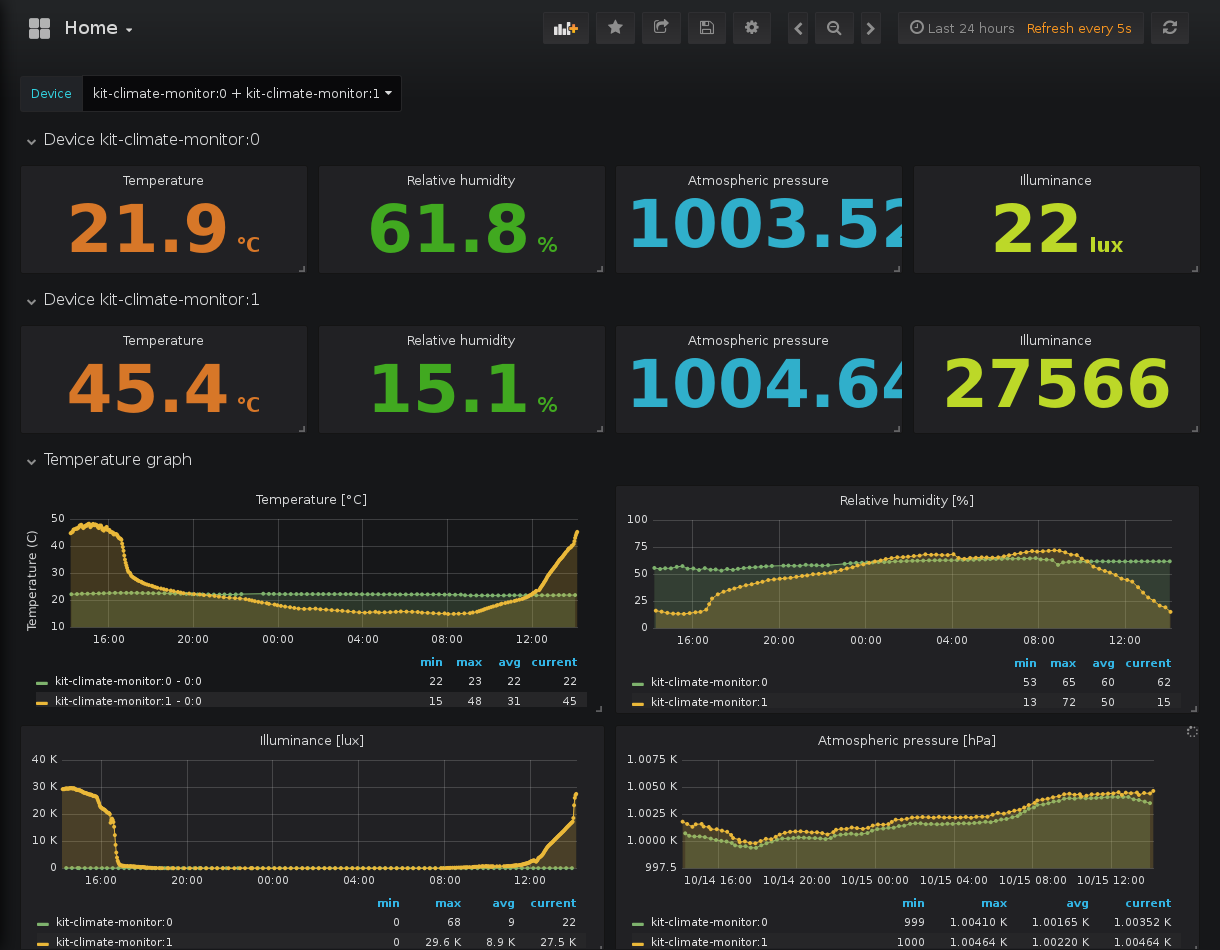 Home
Last 24 hours Refresh every 5s
Device kit-climate-monitor:0 + kit-climate-monitor:1
Device kit-climate-monitor:0
Temperature Relative humidity Atmospheric pressure Illuminance
21.9 °C 61.8 % 1003.52 22 lux
Device kit-climate-monitor:1
Temperature Relative humidity Atmospheric pressure Illuminance
45.4 °C 15.1 % 1004.64 27566
Temperature graph
Temperature [°C]
Temperature (C)
50
40
30
20
10
16:00 20:00 00:00 04:00 08:00 12:00
min max avg current
kit-climate-monitor:0 - 0:0 22 23 22 22
kit-climate-monitor:1 - 0:0 15 48 31 45
Relative humidity [%]
100
75
50
25
0
16:00 20:00 00:00 04:00 08:00 12:00
min max avg current
kit-climate-monitor:0 53 65 60 62
kit-climate-monitor:1 13 72 50 15
Illuminance [lux]
40 K
30 K
20 K
10 K
0
16:00 20:00 00:00 04:00 08:00 12:00
min max avg current
kit-climate-monitor:0 0 68 9 22
kit-climate-monitor:1 0 29.6 K 8.9 K 27.5 K
Atmospheric pressure [hPa]
1.0075 K
1.0050 K
1.0025 K
1.0000 K
997.5
10/14 16:00 10/14 20:00 10/15 00:00 10/15 04:00 10/15 08:00 10/15 12:00
min max avg current
kit-climate-monitor:0 999 1.00410 K 1.00165 K 1.00352 K
kit-climate-monitor:1 1000 1.00464 K 1.00220 K 1.00464 K